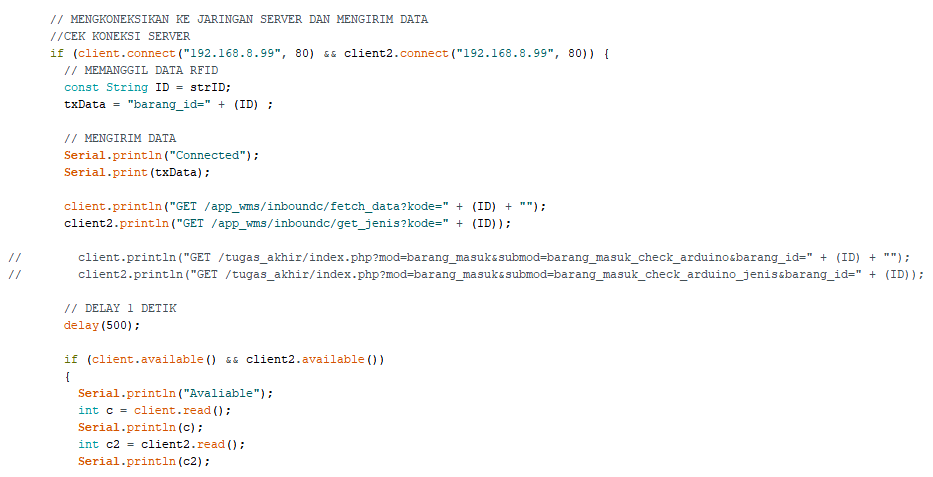 // MENGKONEKSIKAN KE JARINGAN SERVER DAN MENGIRIM DATA
//CEK KONEKSI SERVER
if (client.connect("192.168.8.99", 80) && client2.connect("192.168.8.99", 80)) {
// MEMANGGIL DATA RFID
const String ID = strID;
txData = "barang_id=" + (ID) ;
// MENGIRIM DATA
Serial.println("Connected");
Serial.print(txData);
client.println("GET /app_wms/inboundc/fetch_data?kode=" + (ID) + "");
client2.println("GET /app_wms/inboundc/get_jenis?kode=" + (ID));
// client.println("GET /tugas_akhir/index.php?mod=barang_masuk&submod=barang_masuk_check_arduino&barang_id=" + (ID) + "");
// client2.println("GET /tugas_akhir/index.php?mod=barang_masuk&submod=barang_masuk_check_arduino_jenis&barang_id=" + (ID));
// DELAY 1 DETIK
delay(500);
if (client.available() && client2.available())
{
Serial.println("Avaliable");
int c = client.read();
Serial.println(c);
int c2 = client2.read();
Serial.println(c2);